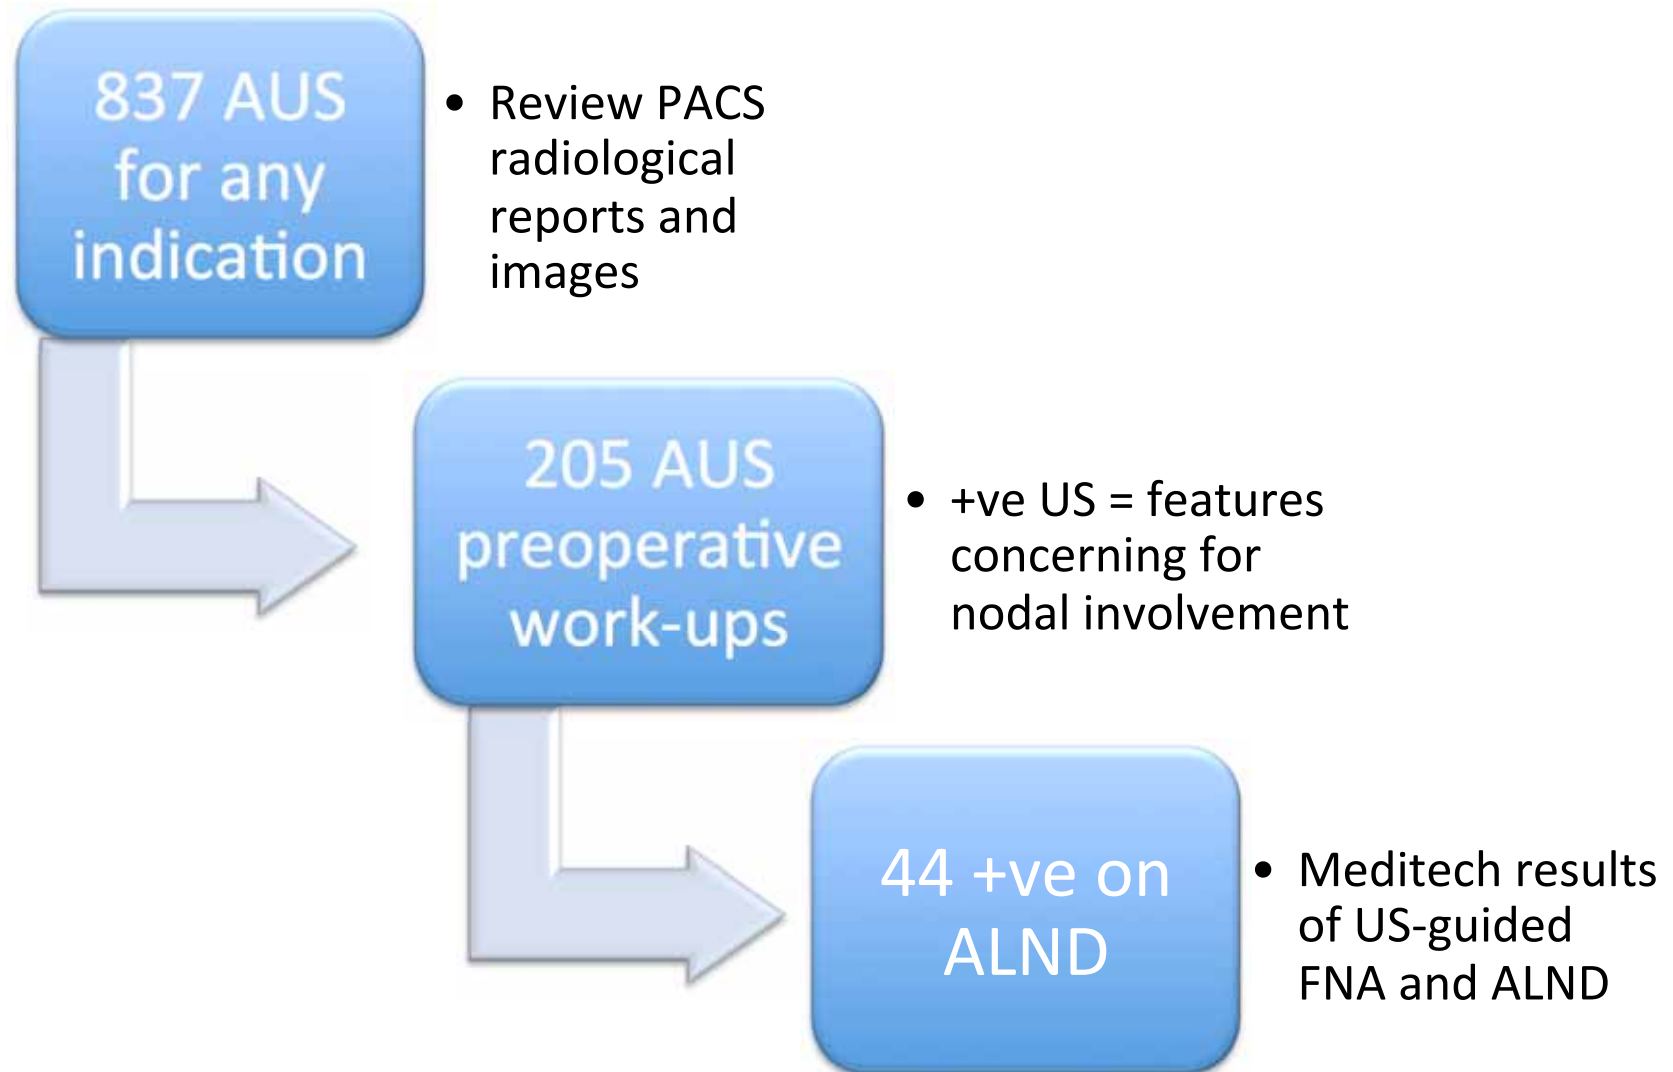 837 AUS
for any
indication
• Review PACS
radiological
reports and
images
205 AUS
preoperative
work-ups
• +ve US = features
concerning for
nodal involvement
44 +ve on
ALND
• Meditech results
of US-guided
FNA and ALND